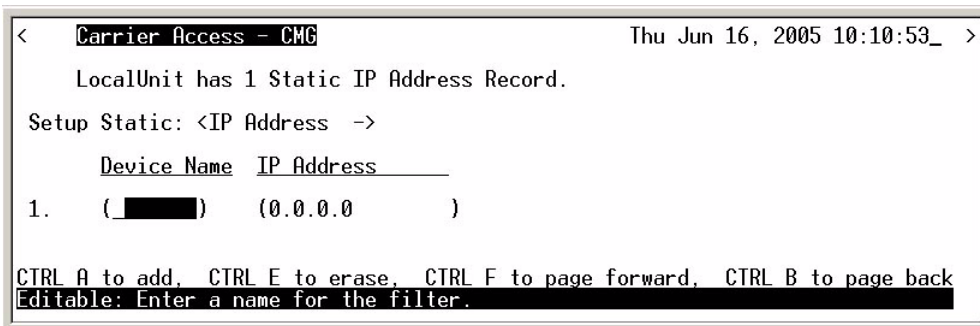 < Carrier Access - CMG Thu Jun 16, 2005 10:10:53_ >
LocalUnit has 1 Static IP Address Record.
Setup Static: <IP Address ->
Device Name IP Address
1. (_ ) (0.0.0.0 )
CTRL A to add, CTRL E to erase, CTRL F to page forward, CTRL B to page back
Editable: Enter a name for the filter.